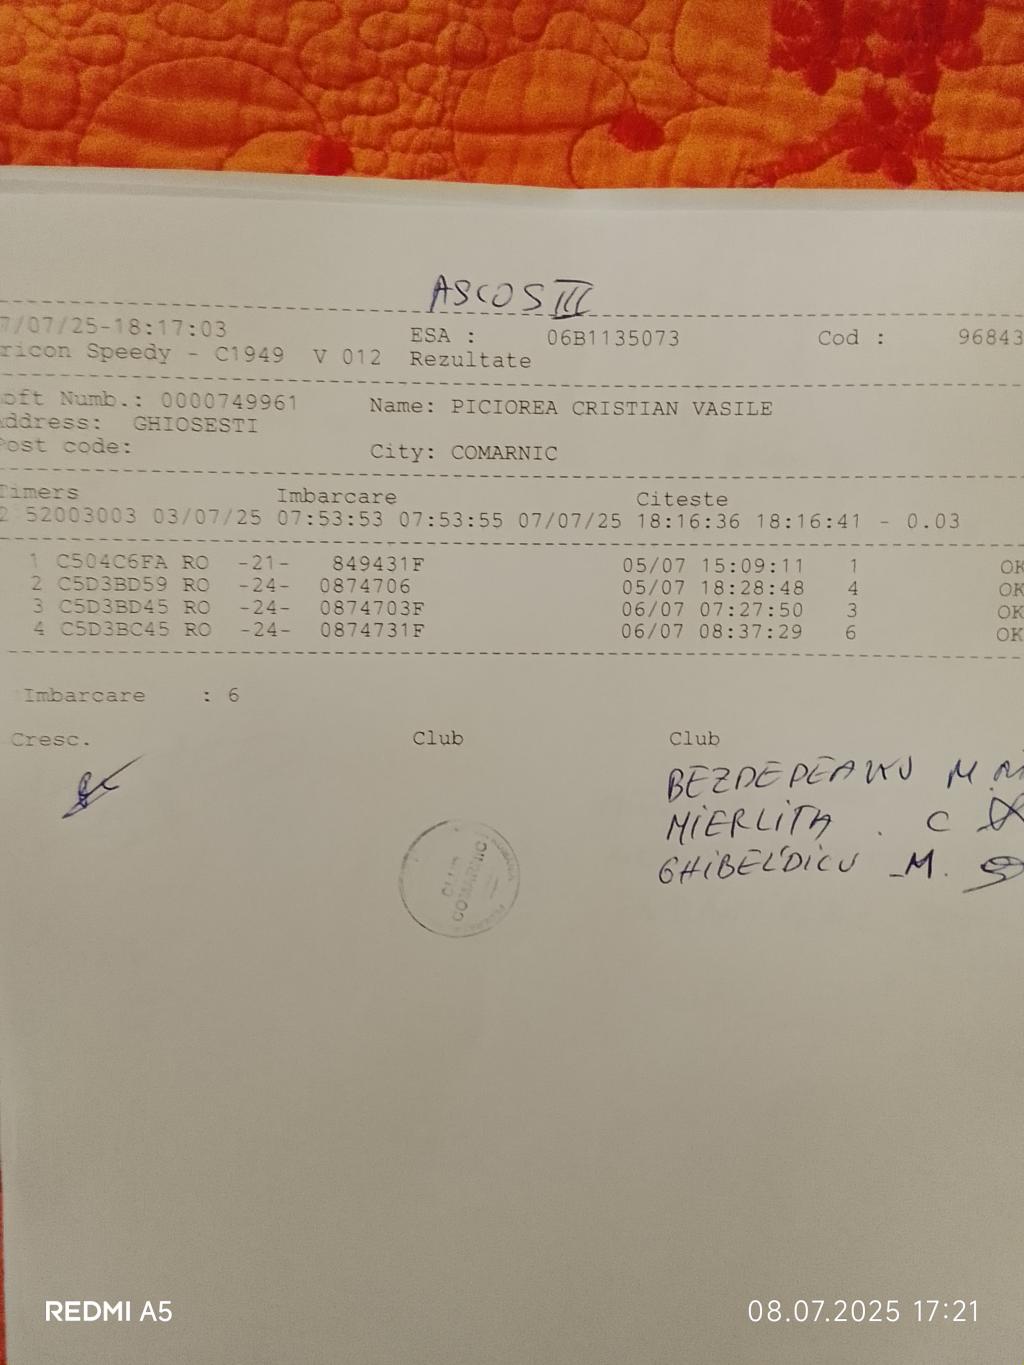 ASCOS III
7/07/25-18:17:03 ESA : 06B1135073 Cod : 96843
ricon Speedy - C1949 V 012 Rezultate
oft Numb.: 0000749961 Name: PICIOREA CRISTIAN VASILE
ddress: GHIOSESTI
Post code: City: COMARNIC
Timers Imbarcare Citeste
2 52003003 03/07/25 07:53:53 07:53:55 07/07/25 18:16:36 18:16:41 - 0.03
1 C504C6FA RO -21- 849431F 05/07 15:09:11 1 OK
2 C5D3BD59 RO -24- 0874706 05/07 18:28:48 4 OK
3 C5D3BD45 RO -24- 0874703F 06/07 07:27:50 3 OK
4 C5D3BC45 RO -24- 0874731F 06/07 08:37:29 6 OK
Imbarcare : 6
Cresc. Club Club
BEZDEDEANU M
MIERLITA . C
GHIBELDICU -M.
CLUB
COMARNIC
REDMI A5
08.07.2025 17:21